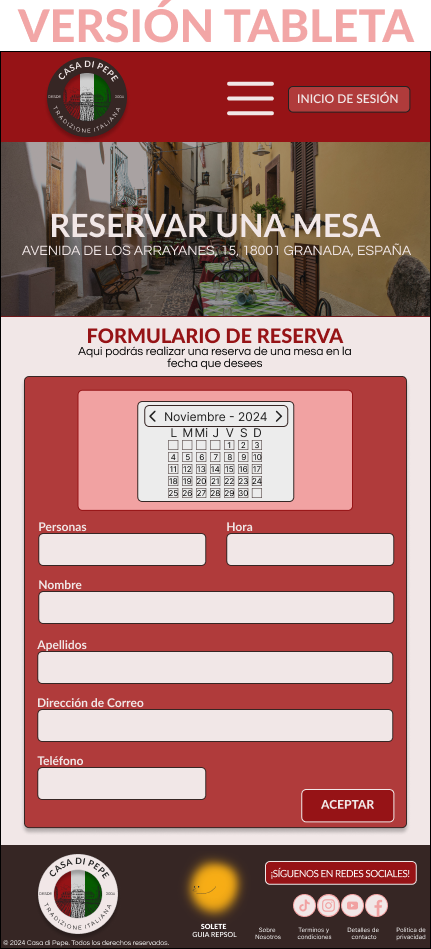 VERSIÓN TABLETA
CASA DI PEPE
DESDE
2024
TRADIZIONE ITALIANA
INICIO DE SESIÓN
RESERVAR UNA MESA
AVENIDA DE LOS ARRAYANES, 15, 18001 GRANADA, ESPAÑA
FORMULARIO DE RESERVA
Aqui podrás realizar una reserva de una mesa en la
fecha que desees
Noviembre - 2024
L M Mi J V S D
1 2 3
4 5 6 7 8 9 10
11 12 13 14 15 16 17
18 19 20 21 22 23 24
25 26 27 28 29 30
Personas
Hora
Nombre
Apellidos
Dirección de Correo
Teléfono
ACEPTAR
CASA DI PEPE
DESDE
2024
TRADIZIONE ITALIANA
SOLETE
GUIA REPSOL
¡SÍGUENOS EN REDES SOCIALES!
Sobre
Nosotros
Terminos y
condiciones
Detalles de
contacto
Politica de
privacidad
© 2024 Casa di Pepe. Todos los derechos reservados.